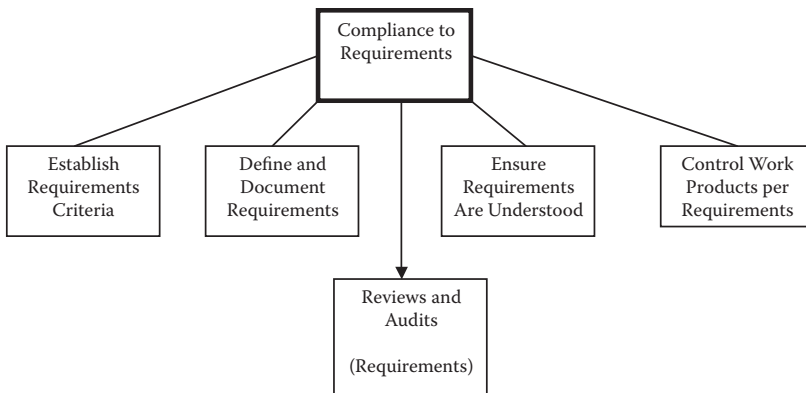 Compliance to
Requirements
Establish
Requirements
Criteria
Define and
Document
Requirements
Ensure
Requirements
Are Understood
Control Work
Products per
Requirements
Reviews and
Audits
(Requirements)